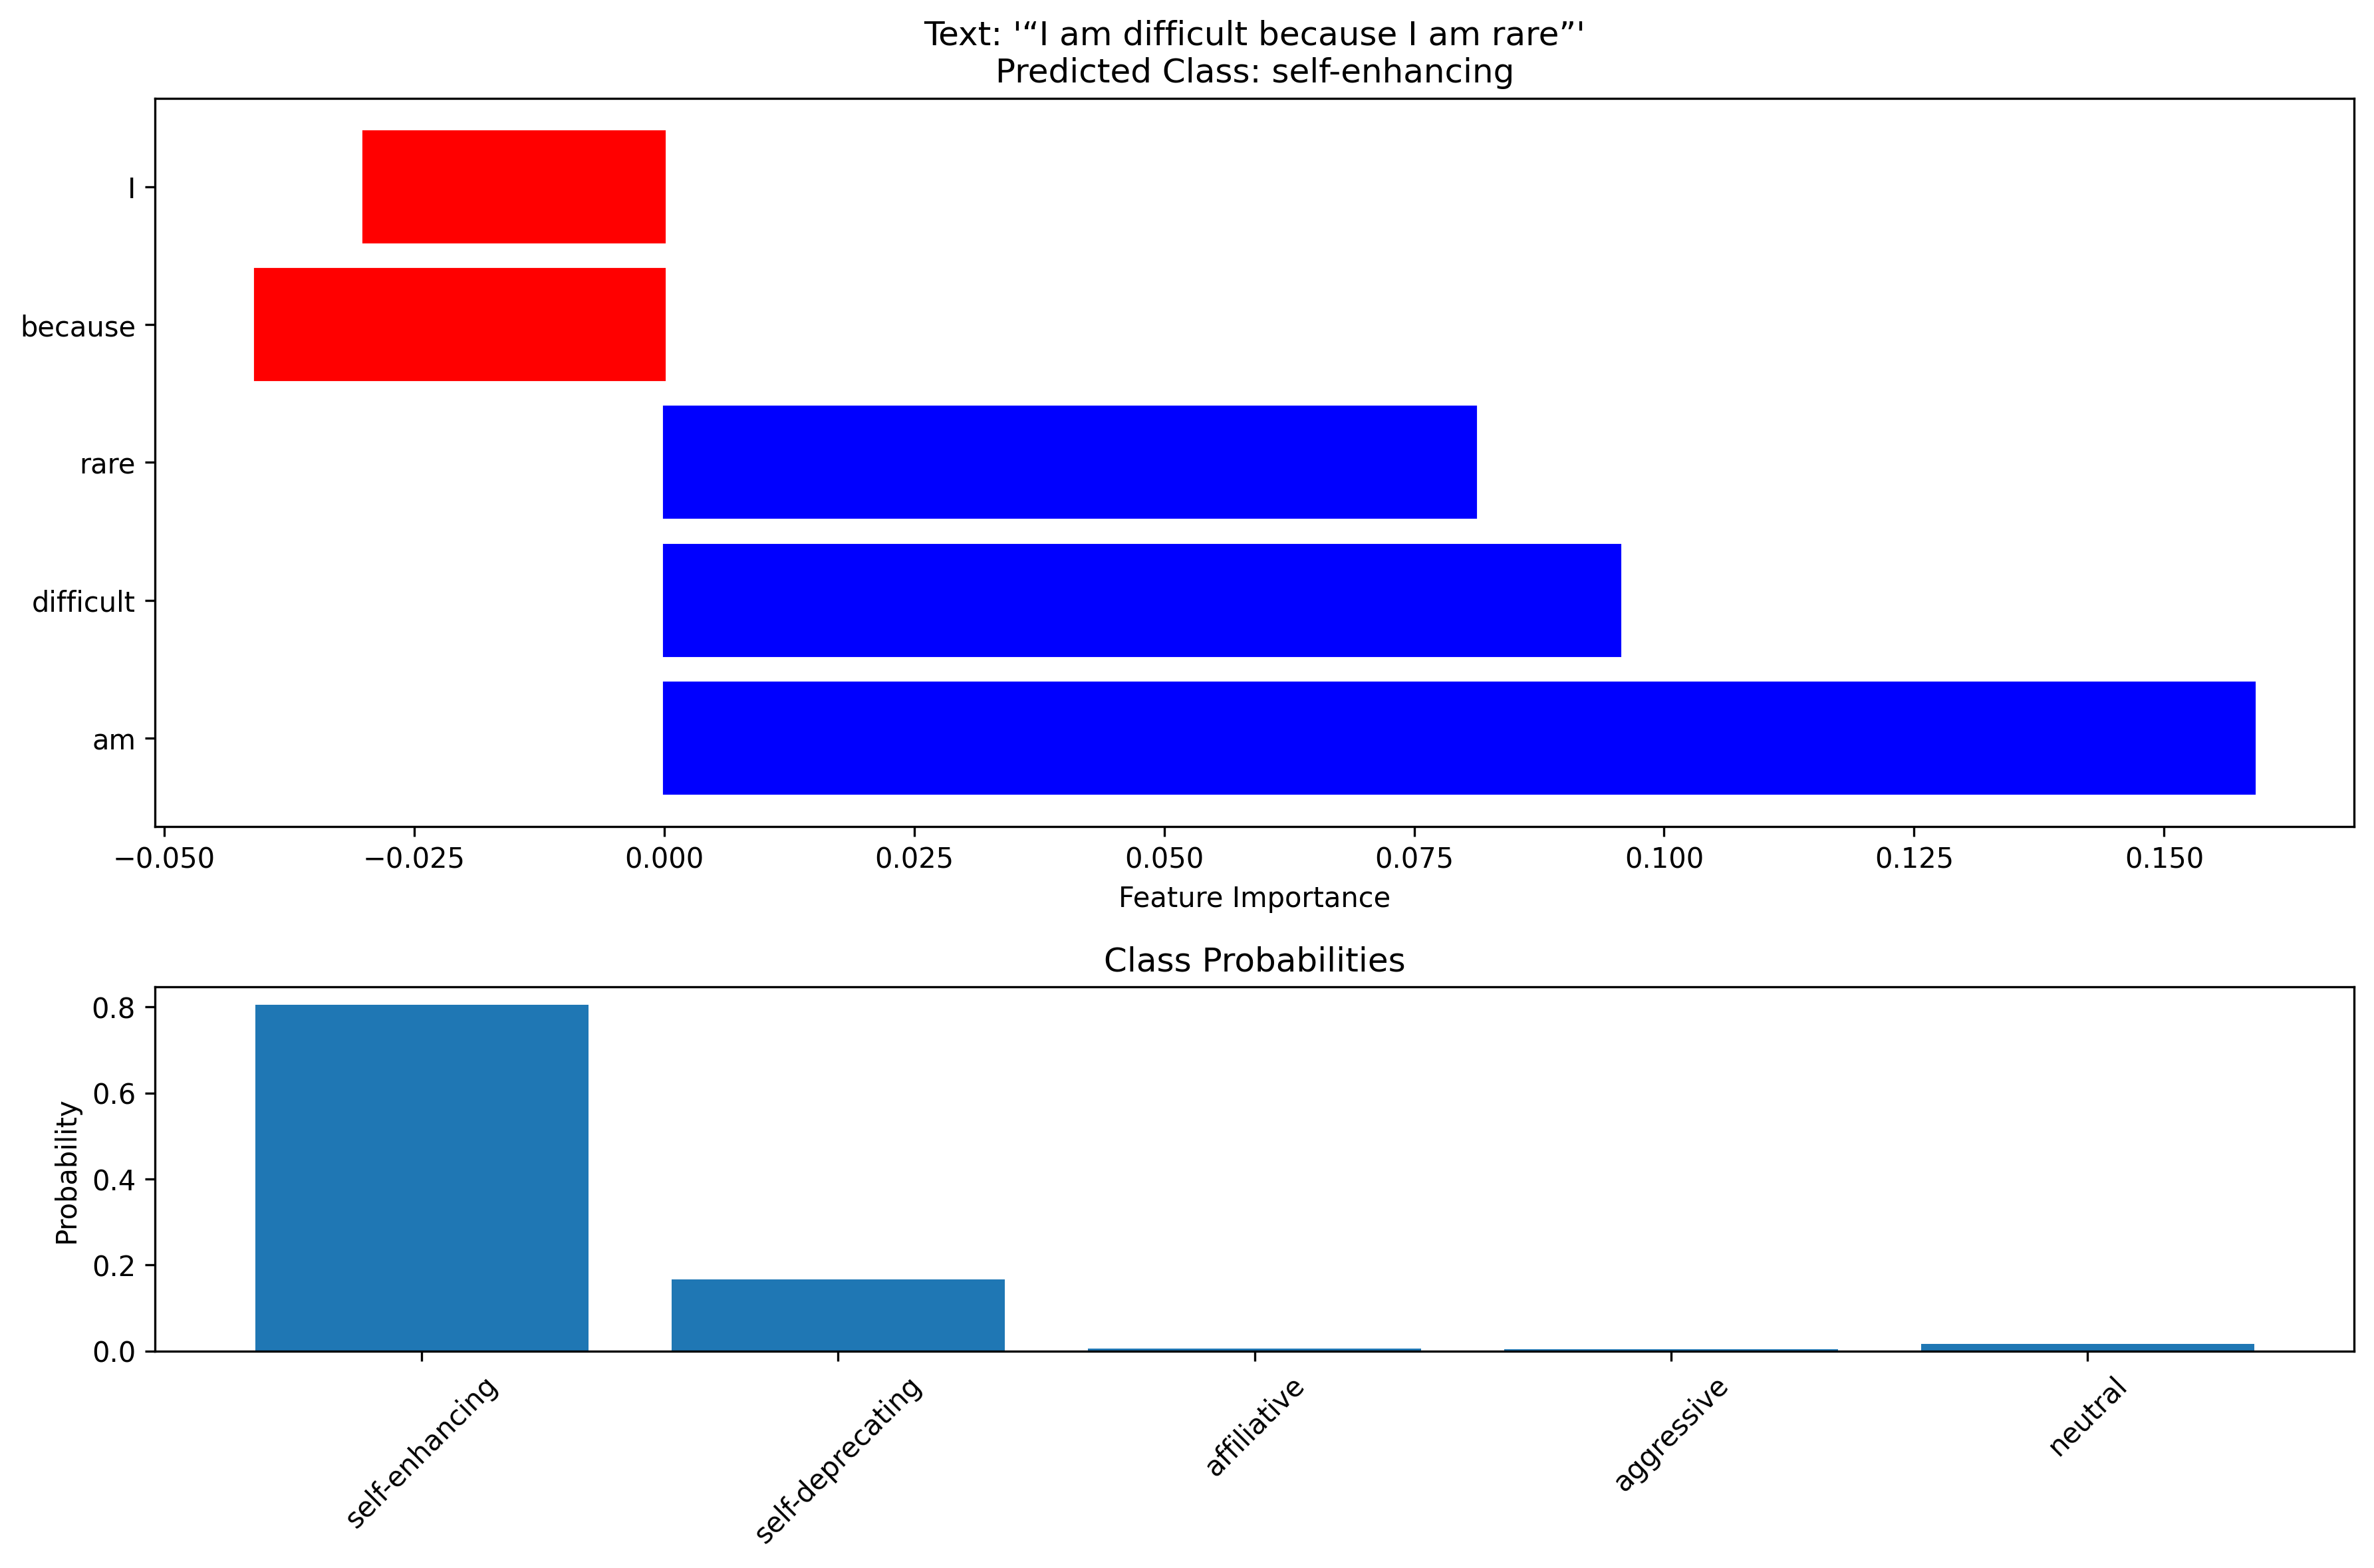 Text: '“I am difficult because I am rare”'
Predicted Class: self-enhancing
I
because
rare
difficult
am
−0.050 −0.025 0.000 0.025 0.050 0.075 0.100 0.125 0.150
Feature Importance
Class Probabilities
Probability
0.8
0.6
0.4
0.2
0.0
self-enhancing self-deprecating affiliative aggressive neutral